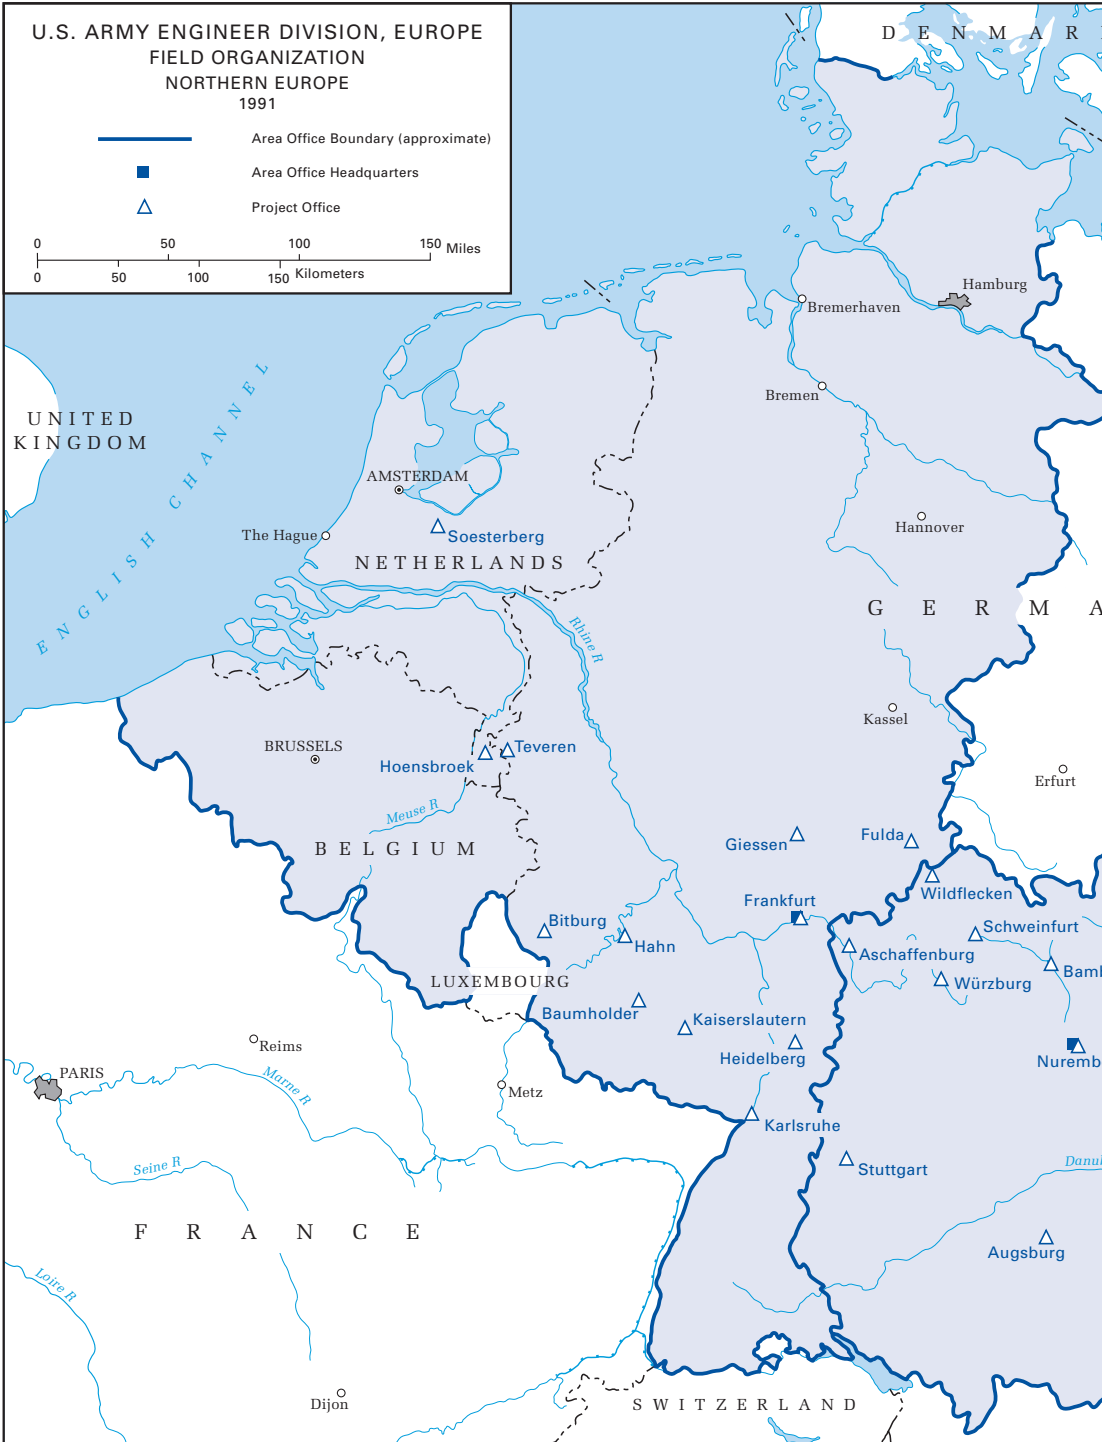 U.S. ARMY ENGINEER DIVISION, EUROPE
FIELD ORGANIZATION
NORTHERN EUROPE
1991
Area Office Boundary (approximate)
Area Office Headquarters
Project Office
0 50 100 150 Miles
0 50 100 150 Kilometers
DENMAR
Hamburg
Bremerhaven
Bremen
UNITED
KINGDOM
ENGLISH CHANNEL
AMSTERDAM
The Hague
Soesterberg
NETHERLANDS
Hannover
GERMA
Rhine R
Kassel
BRUSSELS
Hoensbroek
Teveren
Erfurt
Meuse R
BELGIUM
Giessen
Fulda
Wildflecken
Frankfurt
Bitburg
Hahn
Schweinfurt
Aschaffenburg
Bamb
Würzburg
LUXEMBOURG
Baumholder
Kaiserslautern
Heidelberg
Nuremb
Reims
PARIS
Marne R
Metz
Karlsruhe
Stuttgart
Seine R
Danub
FRANCE
Augsburg
Loire R
Dijon
SWITZERLAND